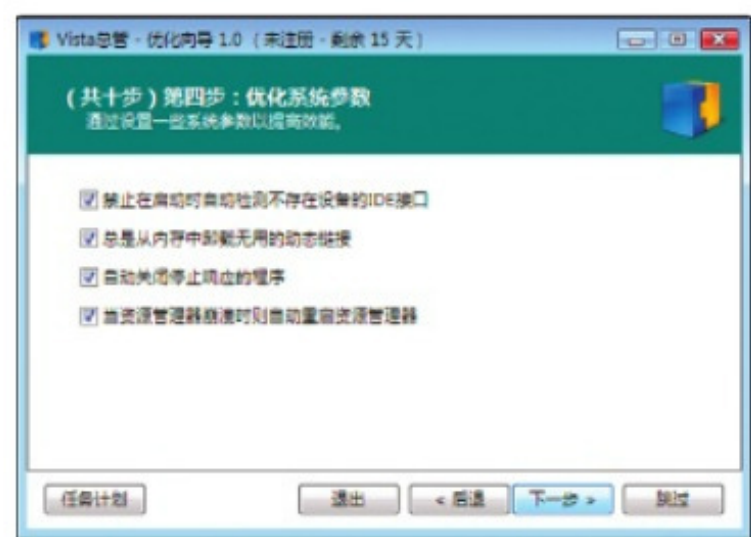 Vista总管 - 优化向导 1.0 （未注册 - 剩余 15 天）
（共十步）第四步：优化系统参数
通过设置一些系统参数以提高效能。
禁止在启动时自动检测不存在设备的IDE接口
总是从内存中卸载无用的动态链接
自动关闭停止响应的程序
当资源管理器崩溃时则自动重启资源管理器
任务计划
退出
< 后退
下一步 >
跳过